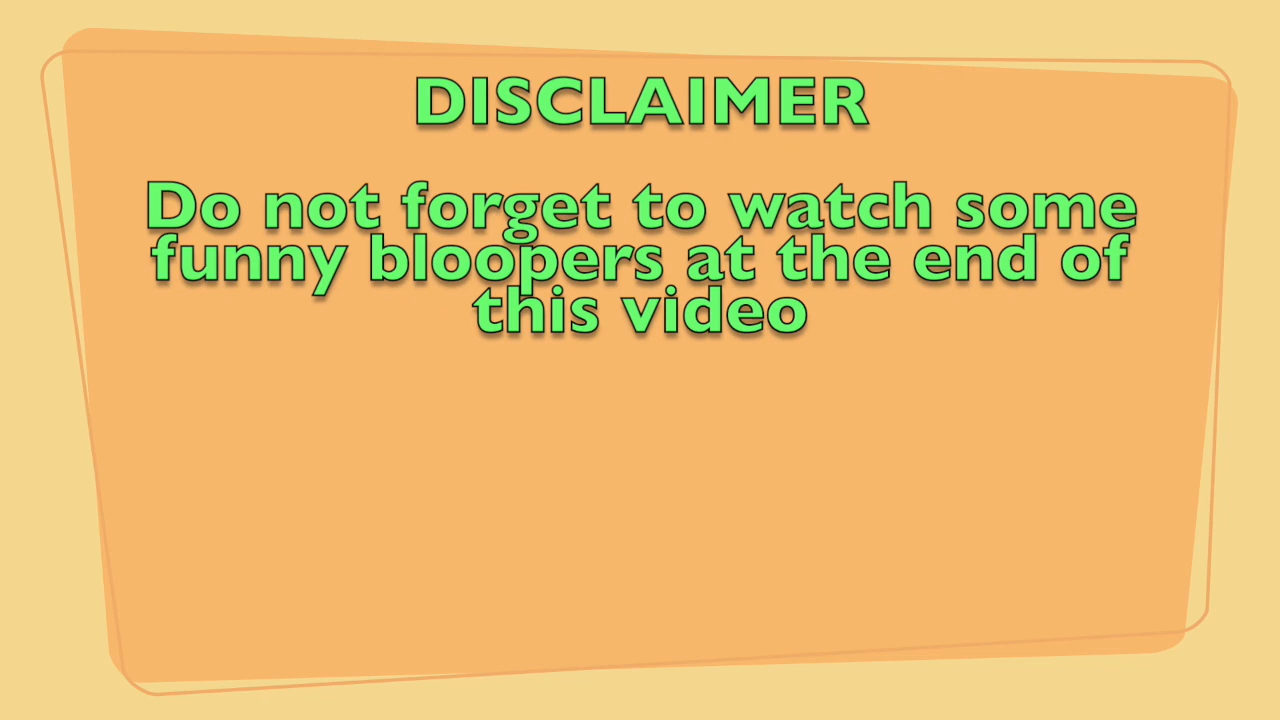 DISCLAIMER
Do not forget to watch some
funny bloopers at the end of
this video